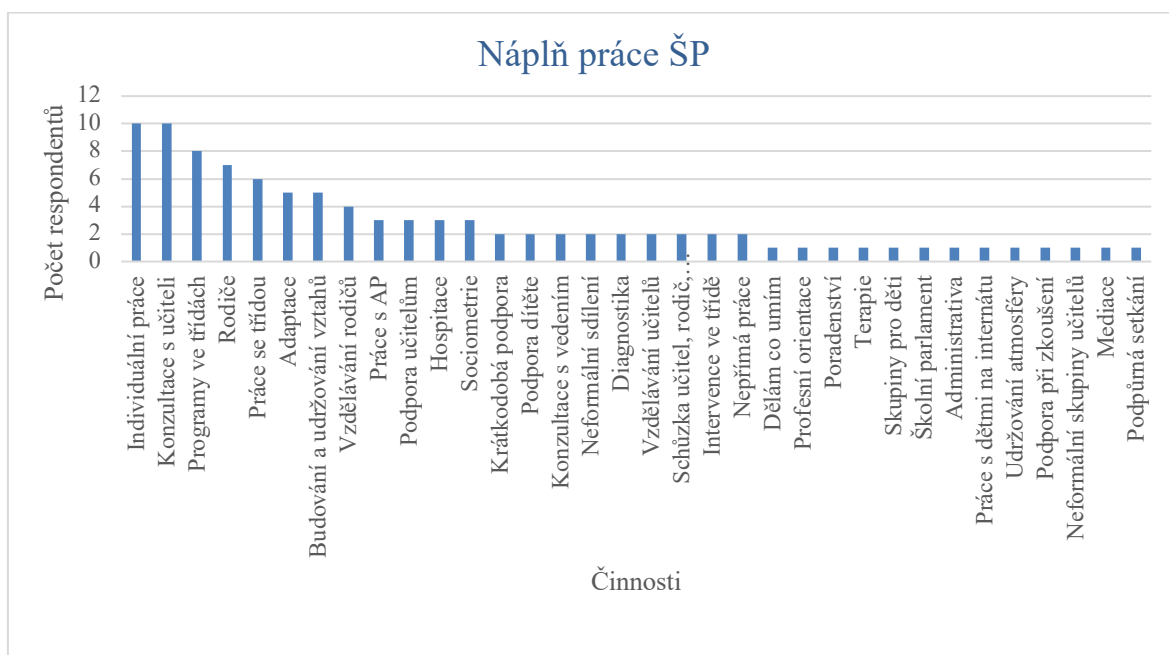 Náplň práce ŠP
Počet respondentů
12
10
8
6
4
2
0
Individuální práce
Konzultace s učiteli
Programy ve třídách
Rodiče
Práce se třídou
Adaptace
Budování a udržování vztahů
Vzdělávání rodičů
Práce s AP
Podpora učitelům
Hospitace
Sociometrie
Krátkodobá podpora
Podpora dítěte
Konzultace s vedením
Neformální sdílení
Diagnostika
Vzdělávání učitelů
Schůzka učitel, rodič,…
Intervence ve třídě
Nepřímá práce
Dělám co umím
Profesní orientace
Poradenství
Terapie
Skupiny pro děti
Školní parlament
Administrativa
Práce s dětmi na internátu
Udržování atmosféry
Podpora při zkoušení
Neformální skupiny učitelů
Mediace
Podpůrná setkání
Činnosti